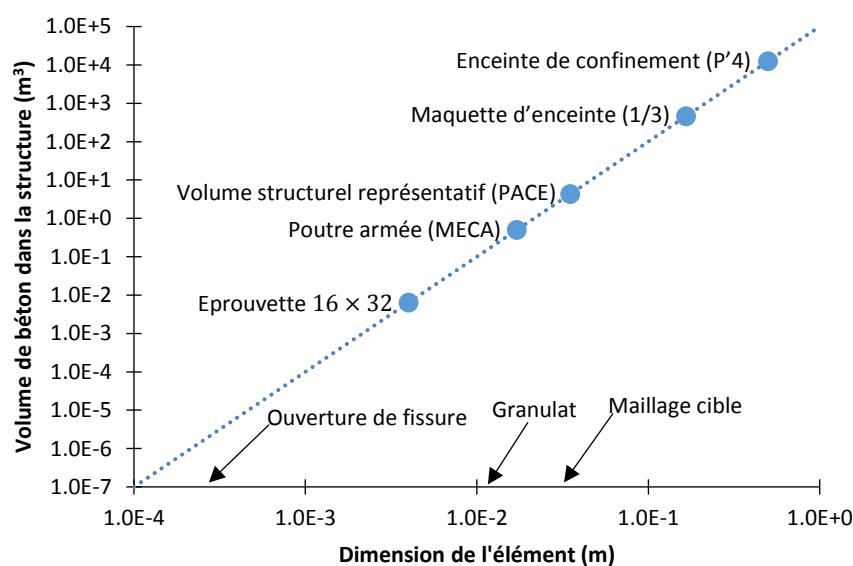 Volume de béton dans la structure (m³)
1.0E+5
1.0E+4
1.0E+3
1.0E+2
1.0E+1
1.0E+0
1.0E-1
1.0E-2
1.0E-3
1.0E-4
1.0E-5
1.0E-6
1.0E-7
Enceinte de confinement (P’4)
Maquette d’enceinte (1/3)
Volume structurel représentatif (PACE)
Poutre armée (MECA)
Eprouvette 16 × 32
Ouverture de fissure
Granulat
Maillage cible
1.0E-4
1.0E-3
1.0E-2
1.0E-1
1.0E+0
Dimension de l'élément (m)